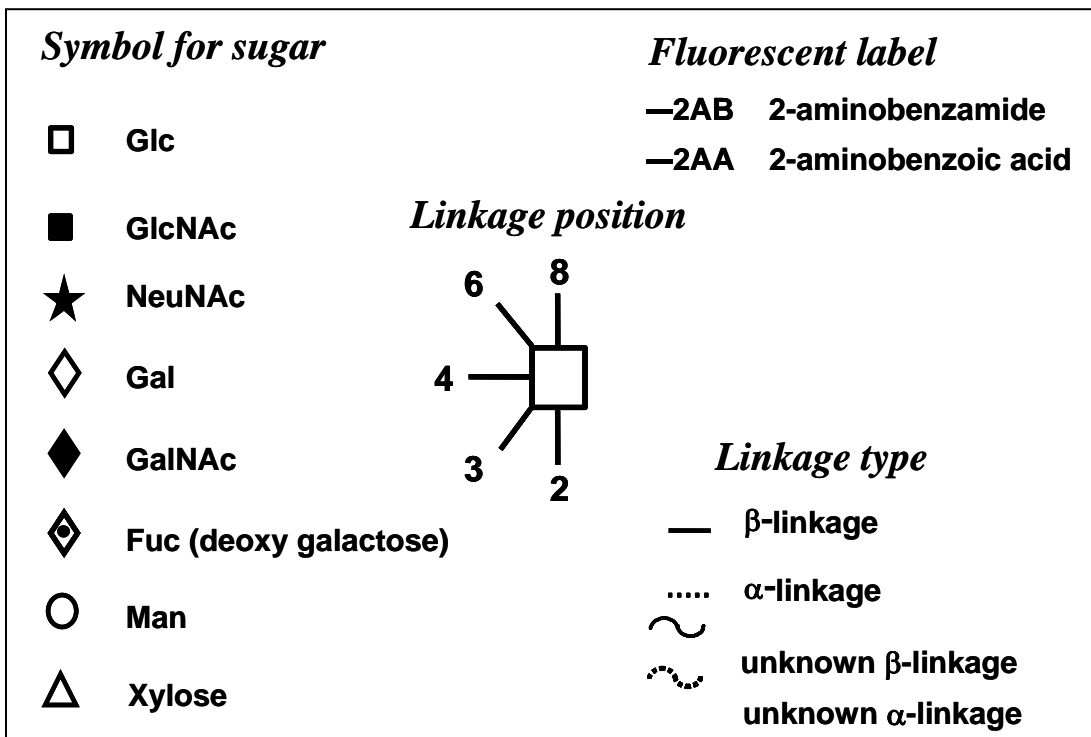 Symbol for sugar
Glc
GlcNAc
NeuNAc
Gal
GalNAc
Fuc (deoxy galactose)
Man
Xylose
Fluorescent label
—2AB 2-aminobenzamide
—2AA 2-aminobenzoic acid
Linkage position
8
6
4
3
2
Linkage type
β-linkage
α-linkage
unknown β-linkage
unknown α-linkage